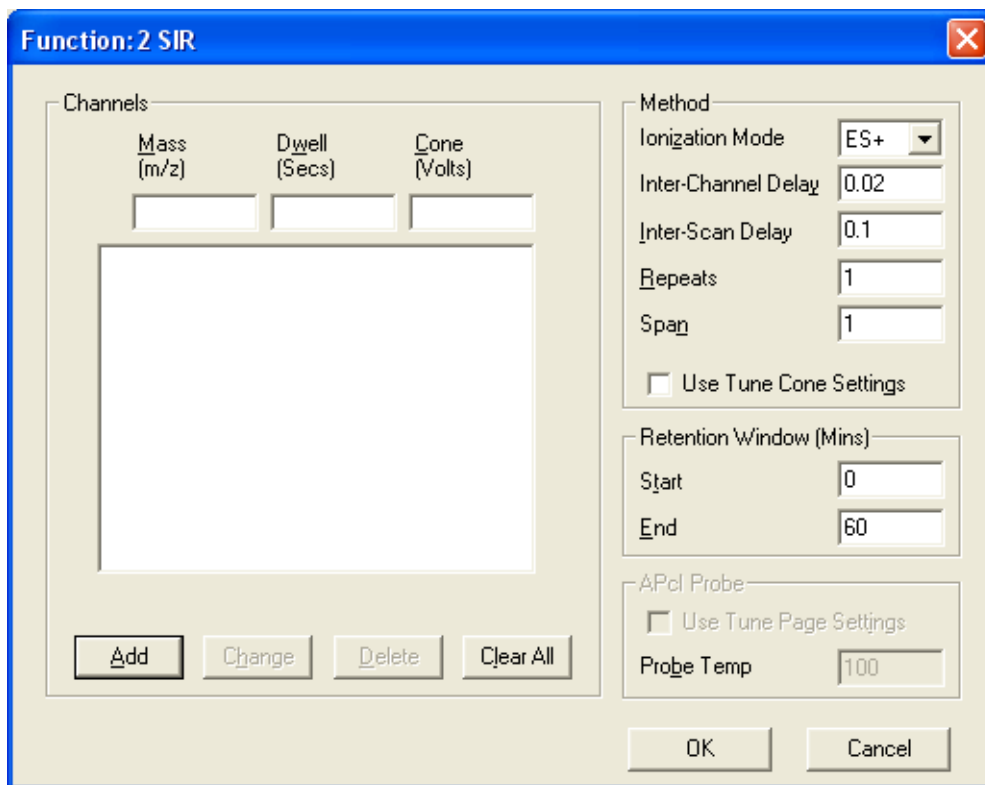 Function: 2 SIR
Channels
Mass (m/z)
Dwell (Secs)
Cone (Volts)
Add
Change
Delete
Clear All
Method
Ionization Mode ES+
Inter-Channel Delay 0.02
Inter-Scan Delay 0.1
Repeats 1
Span 1
Use Tune Cone Settings
Retention Window (Mins)
Start 0
End 60
APcI Probe
Use Tune Page Settings
Probe Temp 100
OK
Cancel